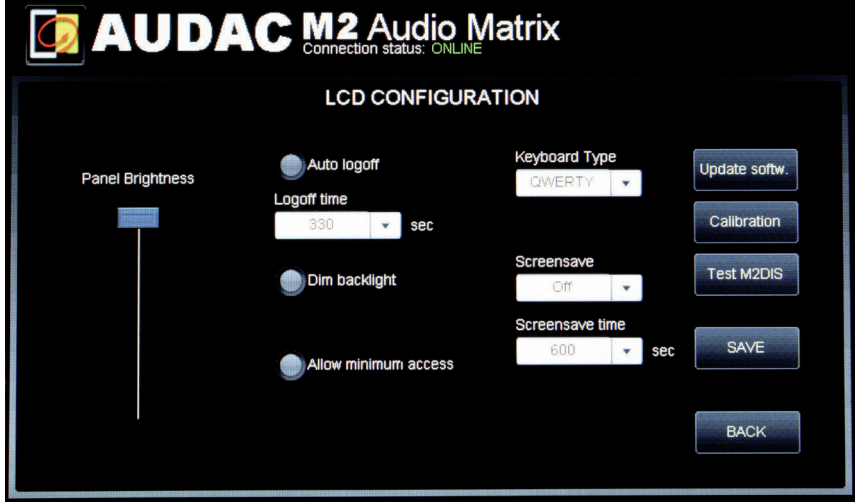 AUDAC M2 Audio Matrix
Connection status: ONLINE
LCD CONFIGURATION
Panel Brightness
Auto logoff
Logoff time
330 sec
Dim backlight
Allow minimum access
Keyboard Type
QWERTY
Screensave
Off
Screensave time
600 sec
Update softw.
Calibration
Test M2DIS
SAVE
BACK